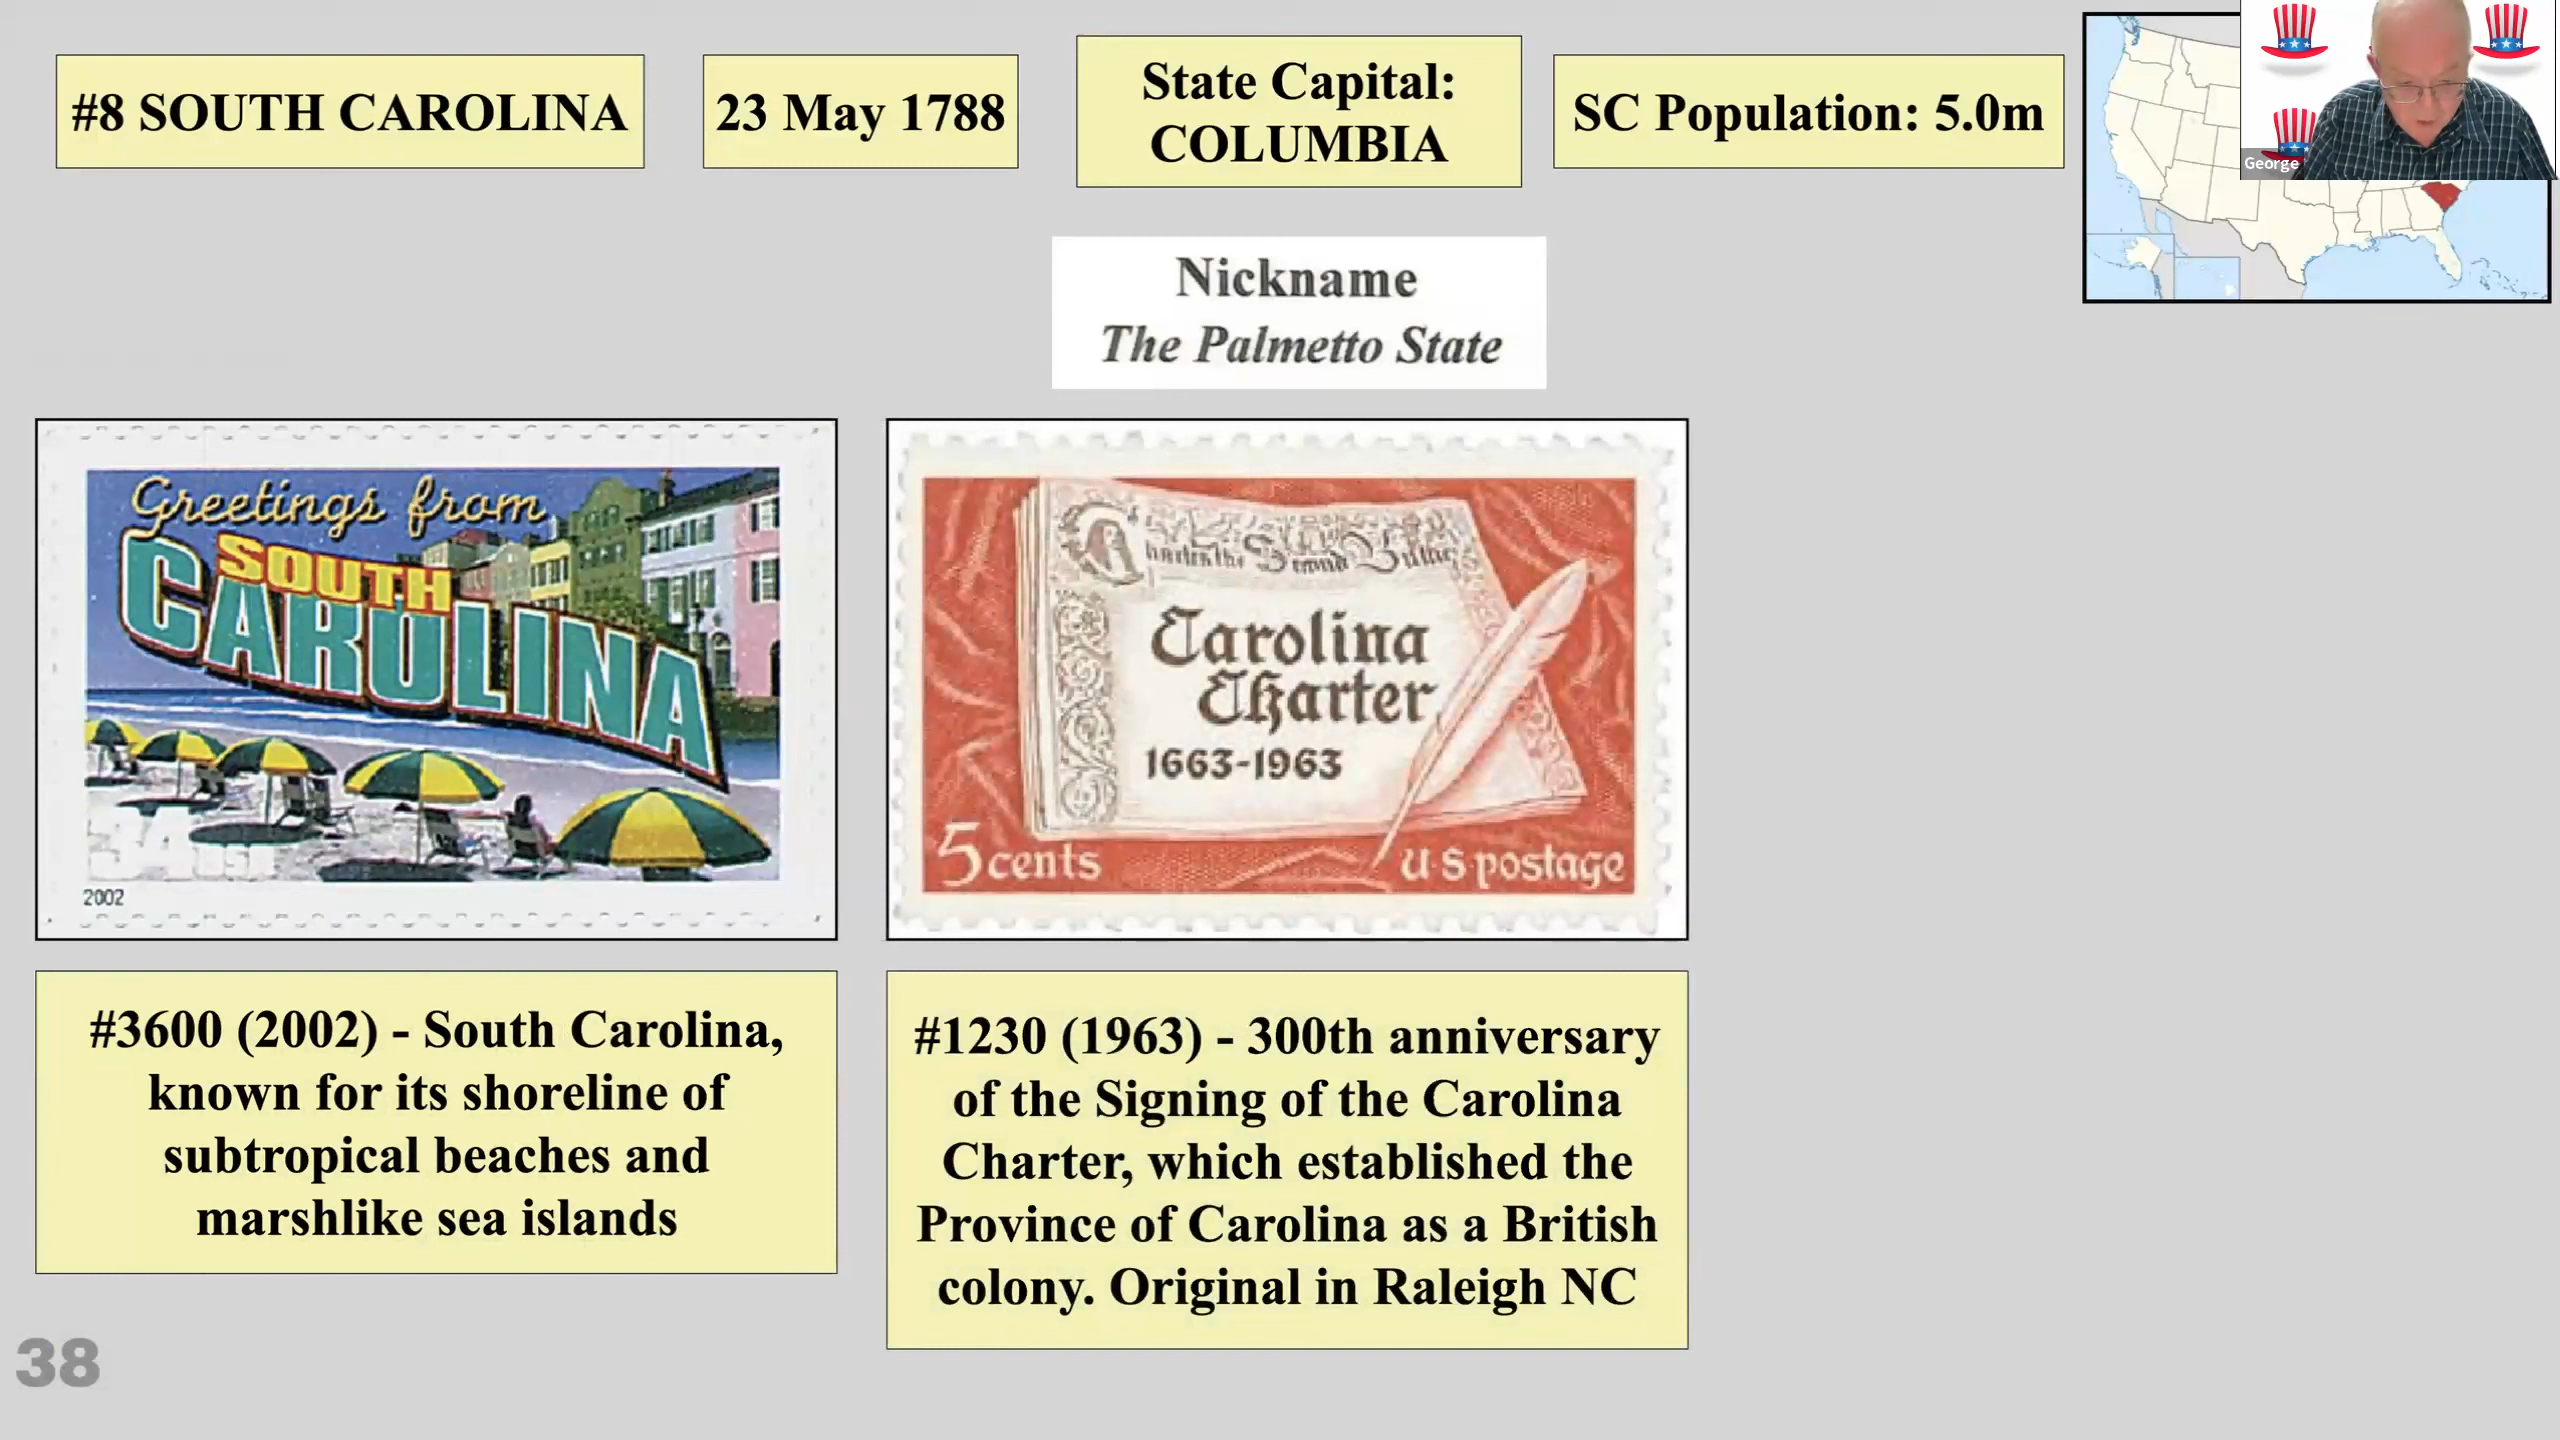 #8 SOUTH CAROLINA
23 May 1788
State Capital:
COLUMBIA
SC Population: 5.0m
George
Nickname
The Palmetto State
Greetings from
SOUTH
CAROLINA
2002
Charles the Second
Carolina
Charter
1663-1963
5 cents
U·S·postage
#3600 (2002) - South Carolina,
known for its shoreline of
subtropical beaches and
marshlike sea islands
#1230 (1963) - 300th anniversary
of the Signing of the Carolina
Charter, which established the
Province of Carolina as a British
colony. Original in Raleigh NC
38